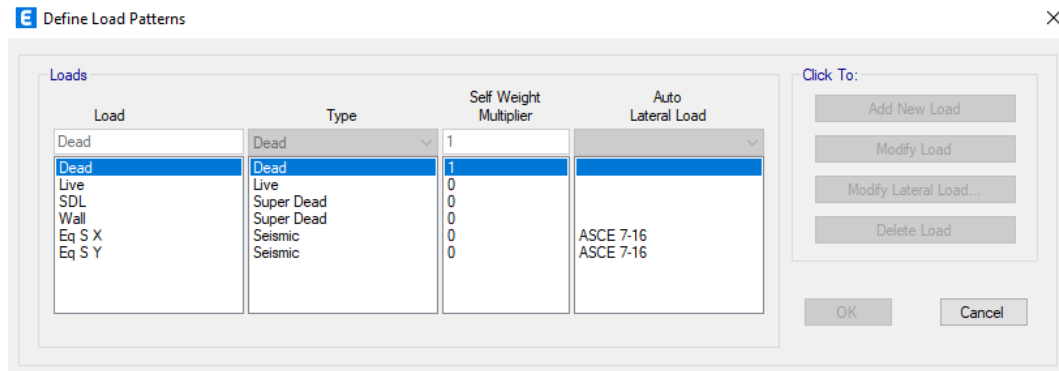 E Define Load Patterns
Loads
Click To:
Load Type Self Weight Multiplier Auto Lateral Load
Dead Dead 1
Dead Dead 1
Live Live 0
SDL Super Dead 0
Wall Super Dead 0
Eq S X Seismic 0 ASCE 7-16
Eq S Y Seismic 0 ASCE 7-16
Add New Load
Modify Load
Modify Lateral Load...
Delete Load
OK Cancel